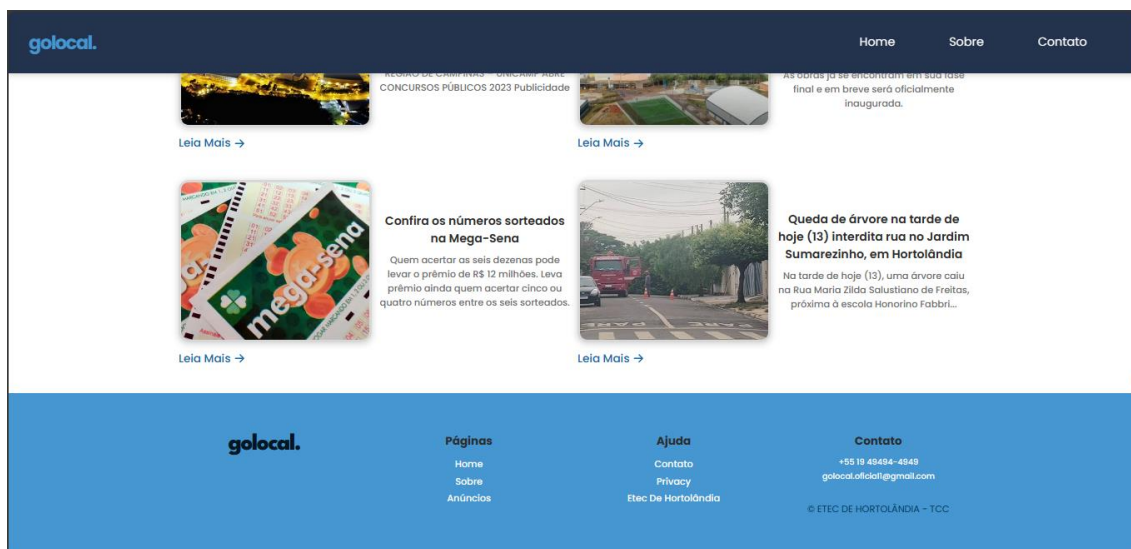 golocal.
Home
Sobre
Contato
REGIÃO DE CAMPINAS – UNICAMP ABRE
CONCURSOS PÚBLICOS 2023 Publicidade
As obras já se encontram em sua fase
final e em breve será oficialmente
inaugurada.
Leia Mais →
Leia Mais →
mega-sena
Confira os números sorteados
na Mega-Sena
Quem acertar as seis dezenas pode
levar o prêmio de R$ 12 milhões. Leva
prêmio ainda quem acertar cinco ou
quatro números entre os seis sorteados.
PARE
PARE
Queda de árvore na tarde de
hoje (13) interdita rua no Jardim
Sumarezinho, em Hortolândia
Na tarde de hoje (13), uma árvore caiu
na Rua Maria Zilda Salustiano de Freitas,
próxima à escola Honorino Fabbri...
Leia Mais →
Leia Mais →
golocal.
Páginas
Home
Sobre
Anúncios
Ajuda
Contato
Privacy
Etec De Hortolândia
Contato
+55 19 49494-4949
golocal.oficial1@gmail.com
© ETEC DE HORTOLÂNDIA - TCC